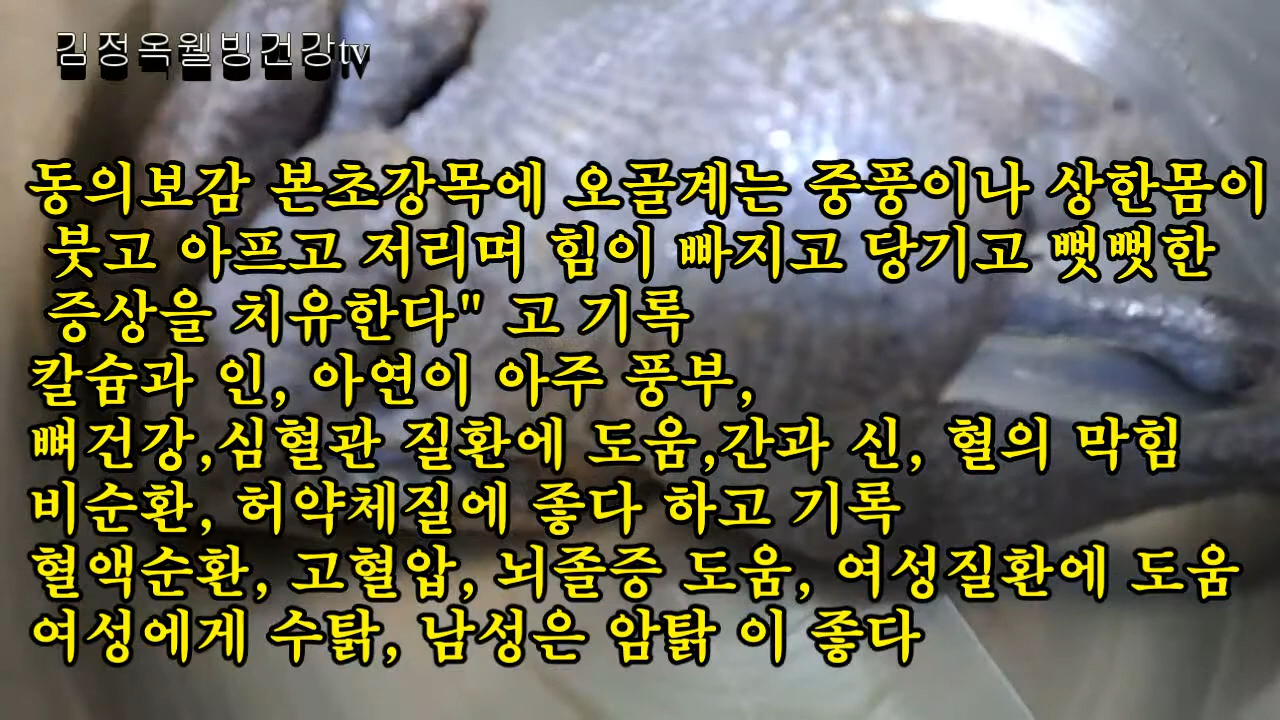 김정옥웰빙건강tv
동의보감 본초강목에 오골계는 중풍이나 상한몸이
붓고 아프고 저리며 힘이 빠지고 당기고 뻣뻣한
증상을 치유한다" 고 기록
칼슘과 인, 아연이 아주 풍부,
뼈건강,심혈관 질환에 도움,간과 신, 혈의 막힘
비순환, 허약체질에 좋다 하고 기록
혈액순환, 고혈압, 뇌졸증 도움, 여성질환에 도움
여성에게 수탉, 남성은 암탉 이 좋다